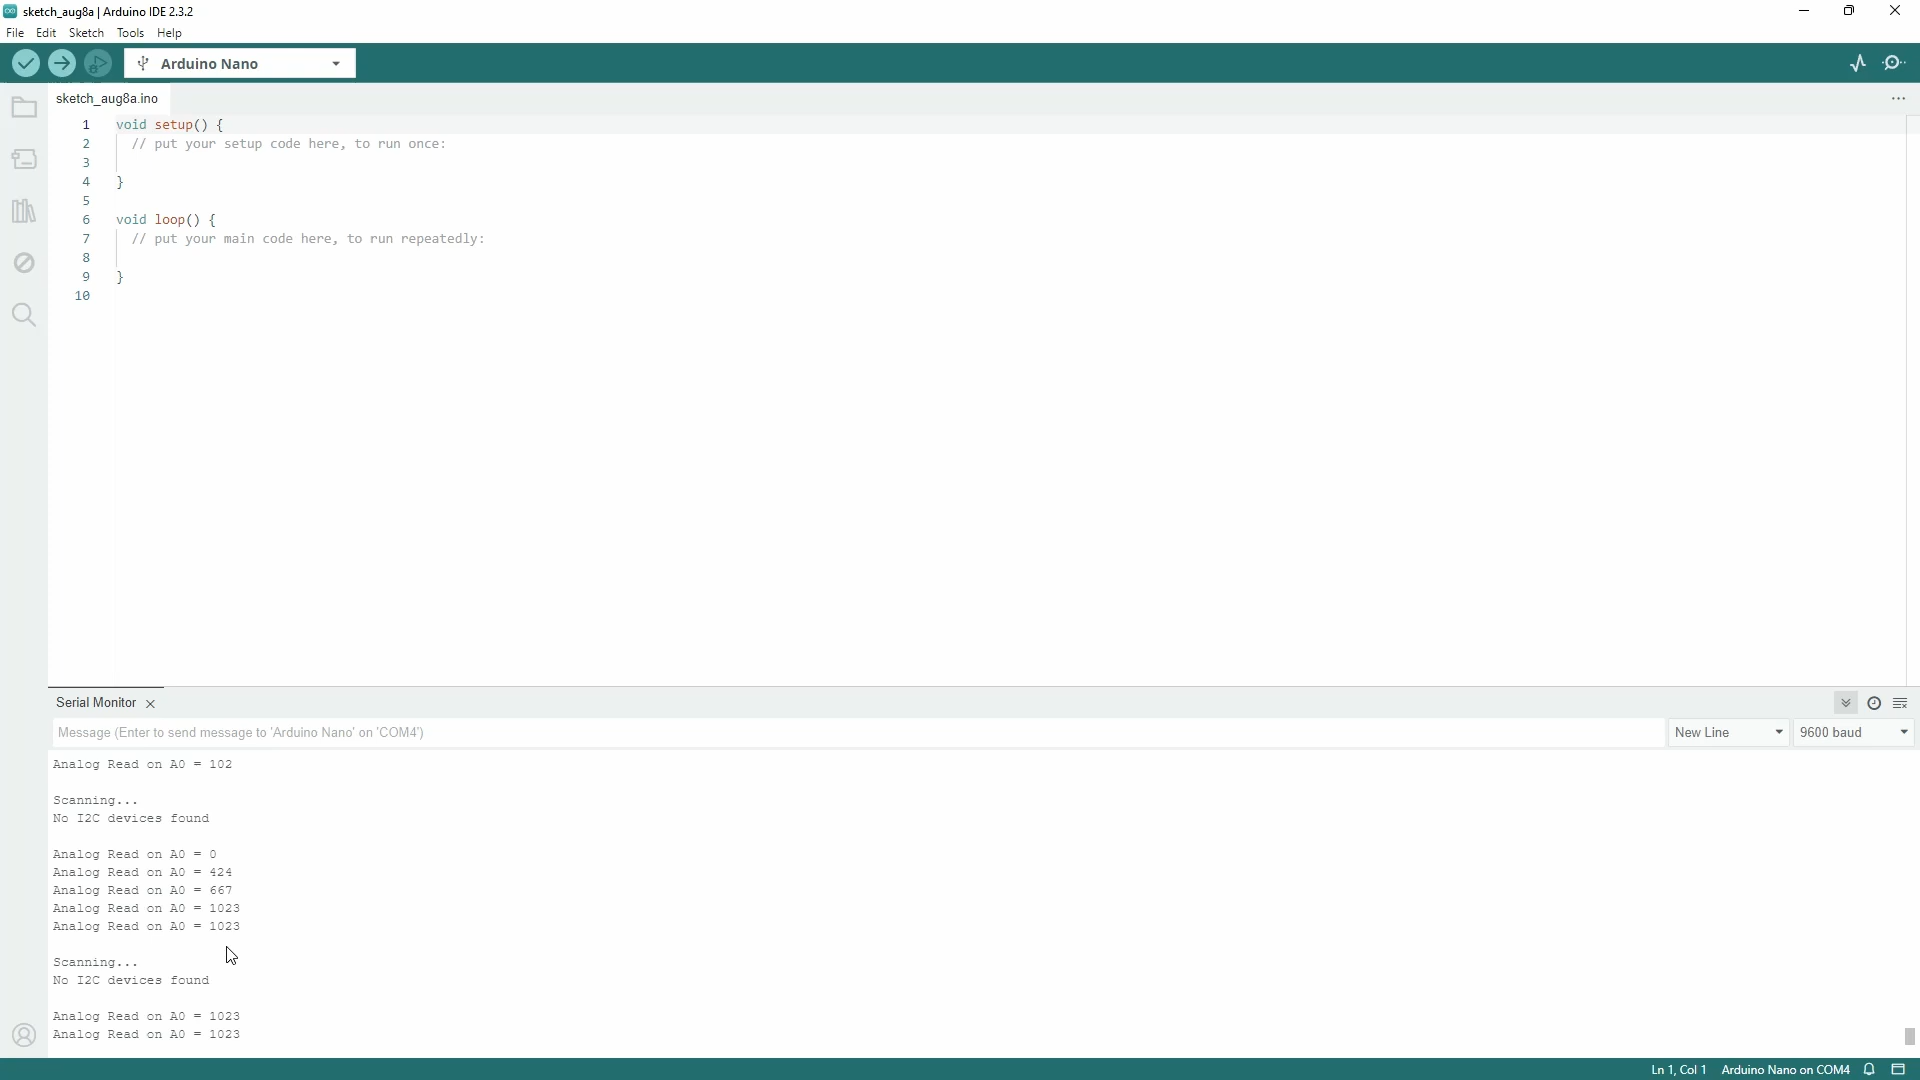 sketch_aug8a | Arduino IDE 2.3.2
File Edit Sketch Tools Help
Arduino Nano
sketch_aug8a.ino
1 void setup() {
2 // put your setup code here, to run once:
3
4 }
5
6 void loop() {
7 // put your main code here, to run repeatedly:
8
9 }
10
Serial Monitor
Message (Enter to send message to 'Arduino Nano' on 'COM4') New Line 9600 baud
Analog Read on A0 = 102
Scanning...
No I2C devices found
Analog Read on A0 = 0
Analog Read on A0 = 424
Analog Read on A0 = 667
Analog Read on A0 = 1023
Analog Read on A0 = 1023
Scanning...
No I2C devices found
Analog Read on A0 = 1023
Analog Read on A0 = 1023
Ln 1, Col 1 Arduino Nano on COM4